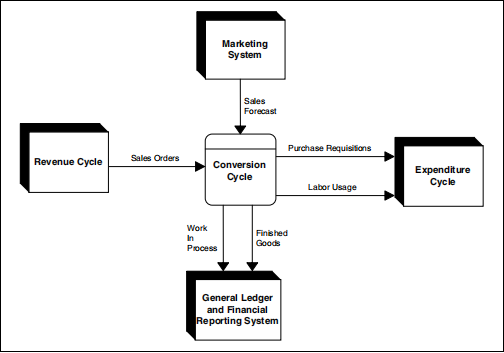 Marketing
System
Sales
Forecast
Revenue Cycle
Sales Orders
Conversion
Cycle
Purchase Requisitions
Labor Usage
Expenditure
Cycle
Work
In
Process
Finished
Goods
General Ledger
and Financial
Reporting System